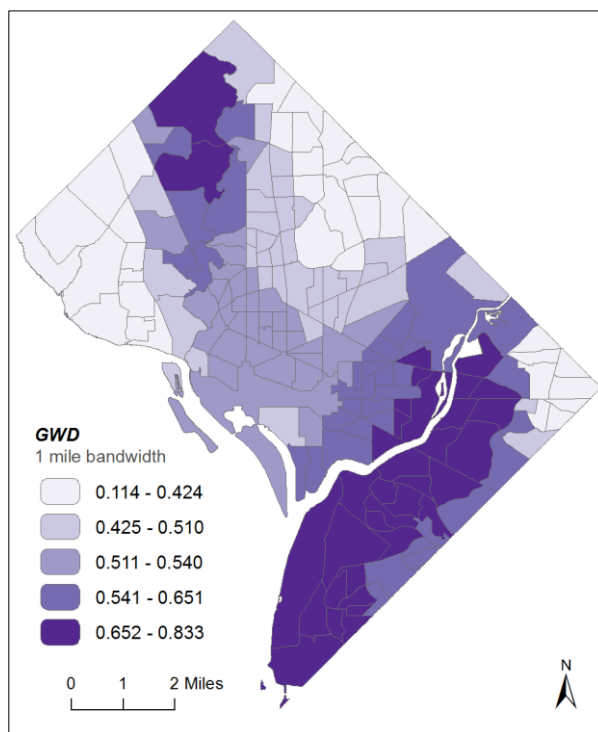 GWD
1 mile bandwidth
0.114 - 0.424
0.425 - 0.510
0.511 - 0.540
0.541 - 0.651
0.652 - 0.833
0 1 2 Miles
N